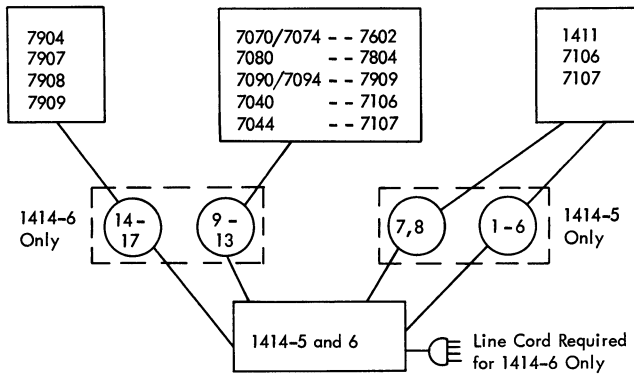 7904
7907
7908
7909
7070/7074 -- 7602
7080 -- 7804
7090/7094 -- 7909
7040 -- 7106
7044 -- 7107
1411
7106
7107
1414-6
Only
14-
17
9-
13
7,8
1-6
1414-5
Only
1414-5 and 6
Line Cord Required
for 1414-6 Only